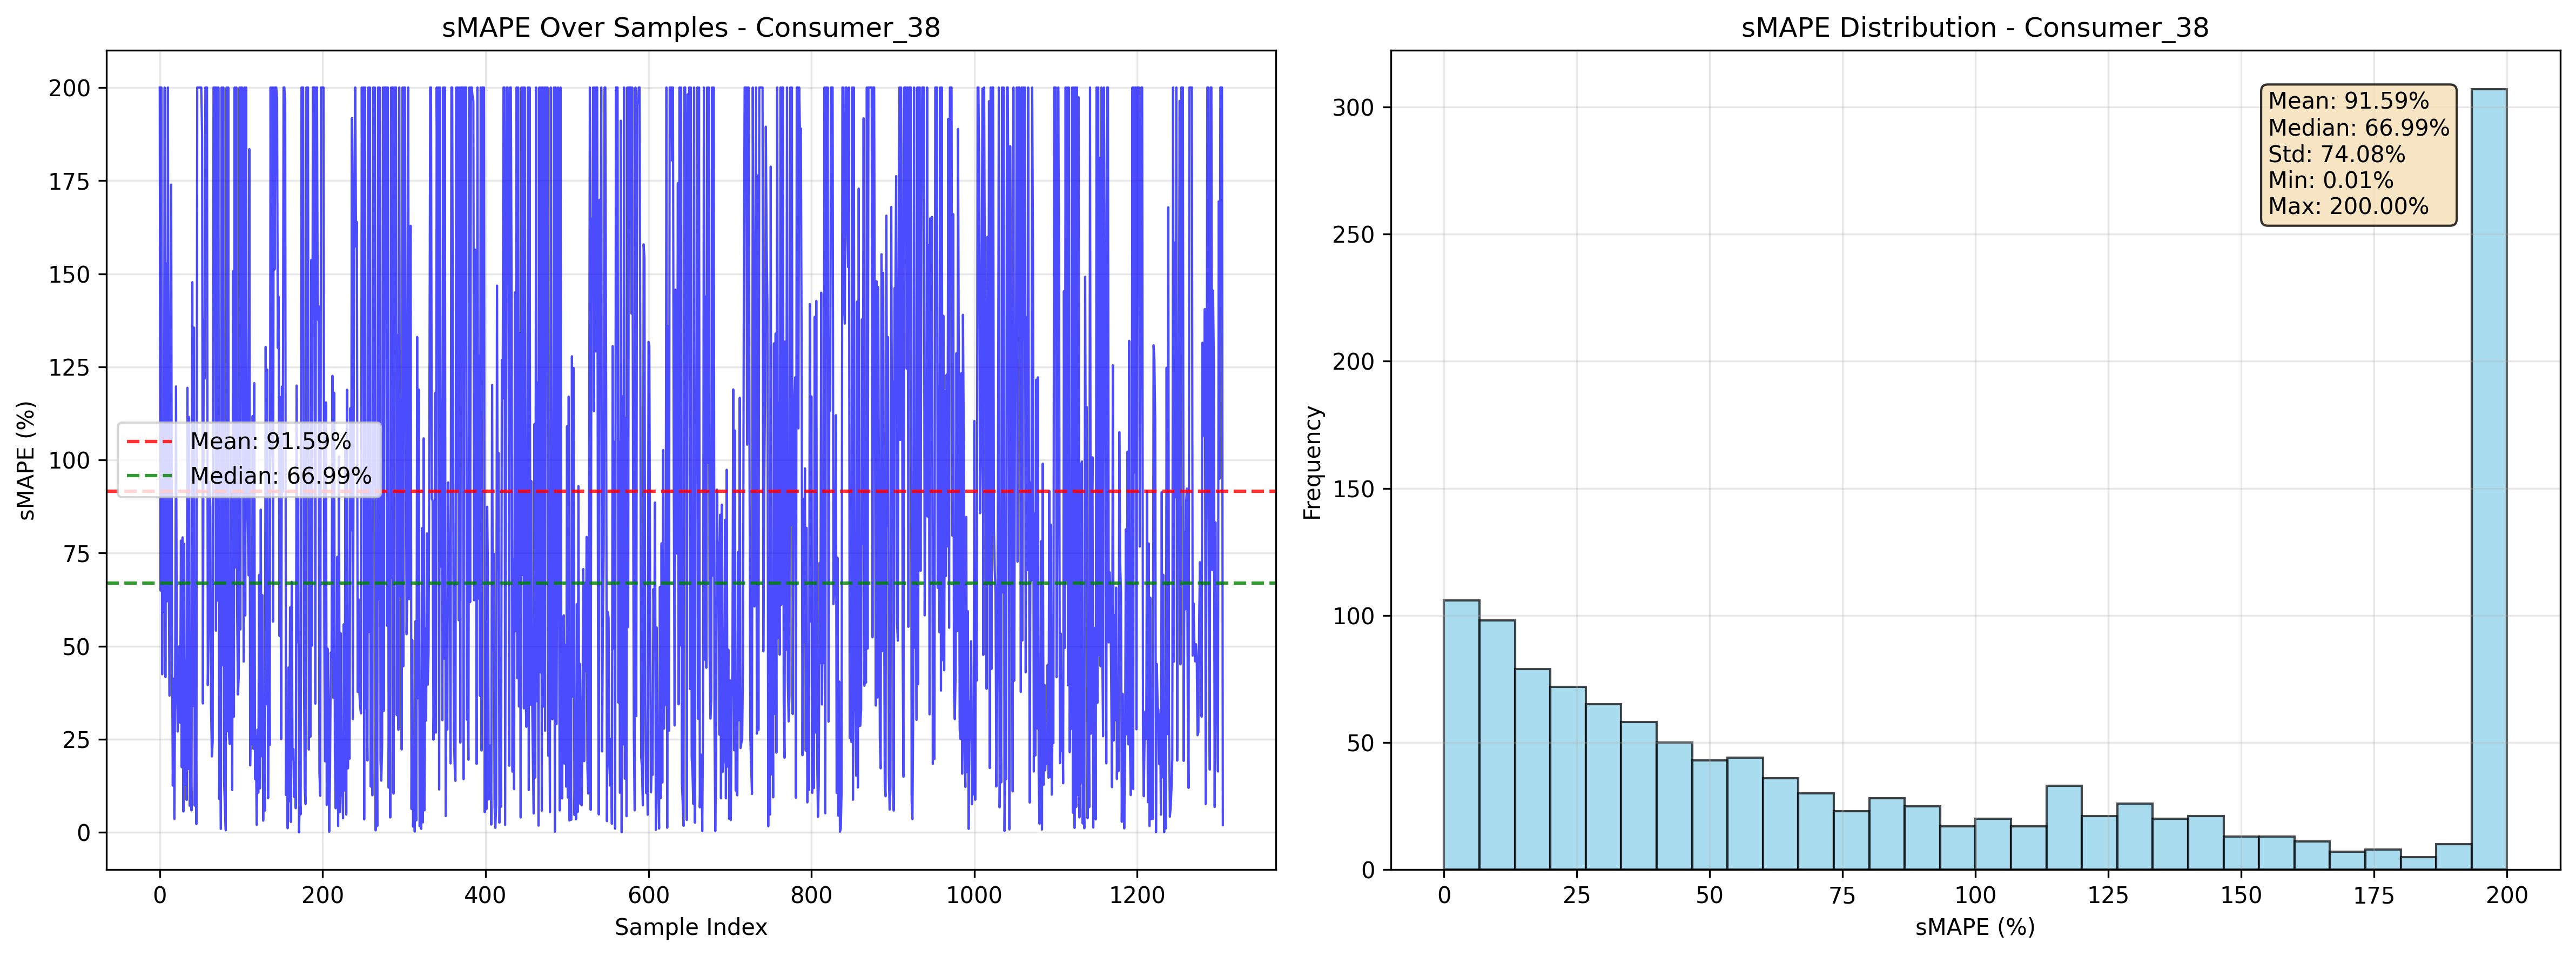 sMAPE Over Samples - Consumer_38
sMAPE (%)
200
175
150
125
100
75
50
25
0
Mean: 91.59%
Median: 66.99%
0 200 400 600 800 1000 1200
Sample Index
sMAPE Distribution - Consumer_38
Frequency
300
250
200
150
100
50
0
Mean: 91.59%
Median: 66.99%
Std: 74.08%
Min: 0.01%
Max: 200.00%
0 25 50 75 100 125 150 175 200
sMAPE (%)